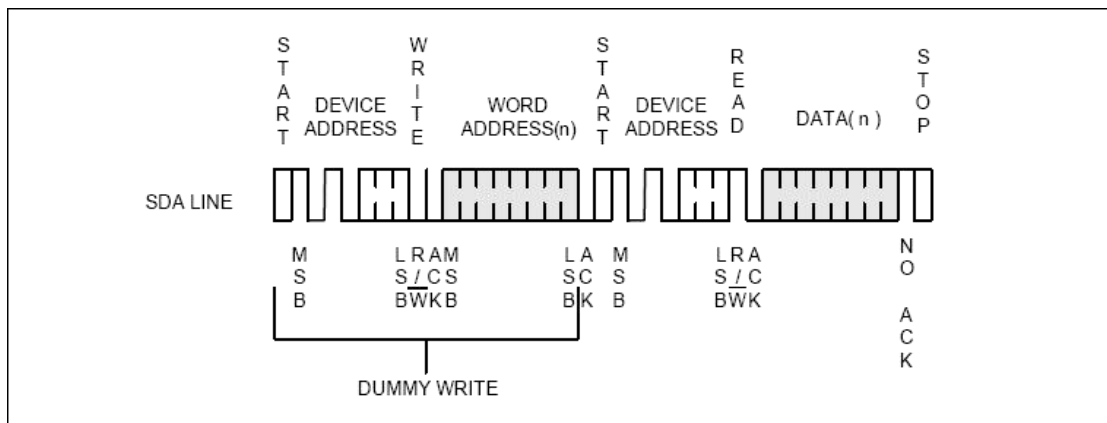 START
DEVICE
ADDRESS
WRITE
WORD
ADDRESS(n)
START
DEVICE
ADDRESS
READ
DATA( n )
STOP
SDA LINE
MSB
LSB
R/W
ACK
MSB
LSB
ACK
MSB
LSB
R/W
ACK
NO ACK
DUMMY WRITE